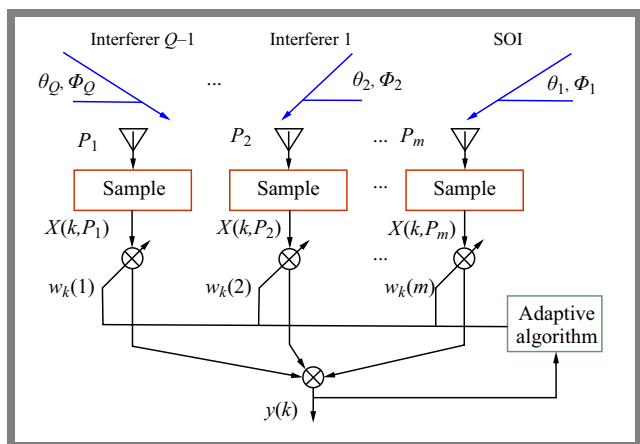 Interferer Q–1 Interferer 1 SOI
θQ, ΦQ ... θ2, Φ2 θ1, Φ1
P1 P2 ... Pm
Sample Sample ... Sample
X(k,P1) X(k,P2) X(k,Pm)
...
wk(1) wk(2) wk(m)
Adaptive
algorithm
y(k)